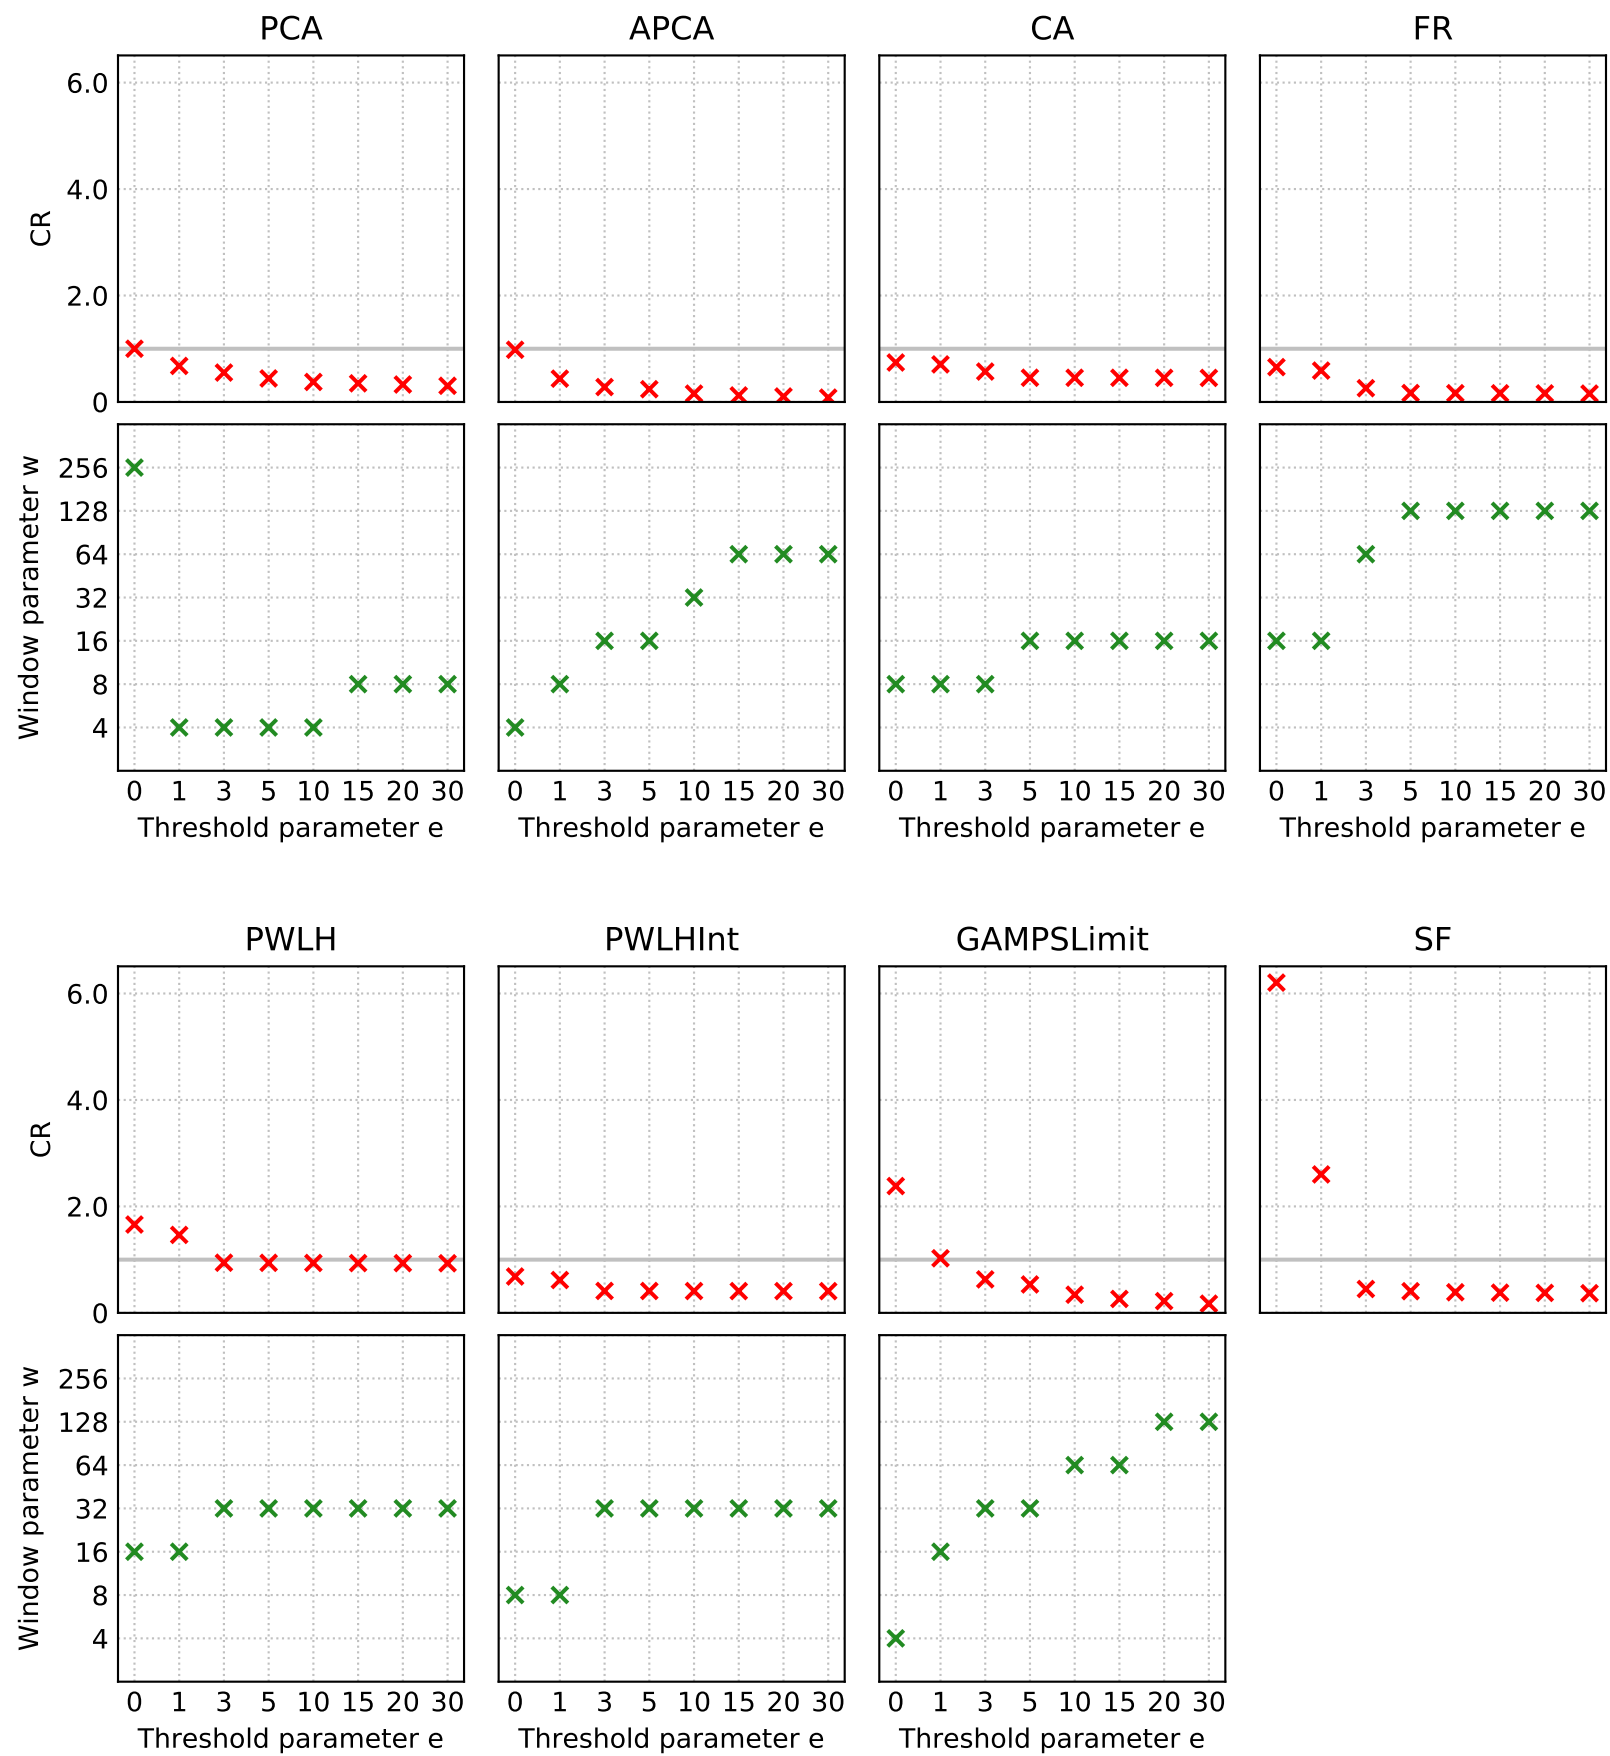 PCA APCA CA FR
6.0
4.0
2.0
0
CR
256
128
64
32
16
8
4
Window parameter w
0 1 3 5 10 15 20 30 0 1 3 5 10 15 20 30 0 1 3 5 10 15 20 30 0 1 3 5 10 15 20 30
Threshold parameter e Threshold parameter e Threshold parameter e Threshold parameter e
PWLH PWLHInt GAMPSLimit SF
6.0
4.0
2.0
0
CR
256
128
64
32
16
8
4
Window parameter w
0 1 3 5 10 15 20 30 0 1 3 5 10 15 20 30 0 1 3 5 10 15 20 30
Threshold parameter e Threshold parameter e Threshold parameter e